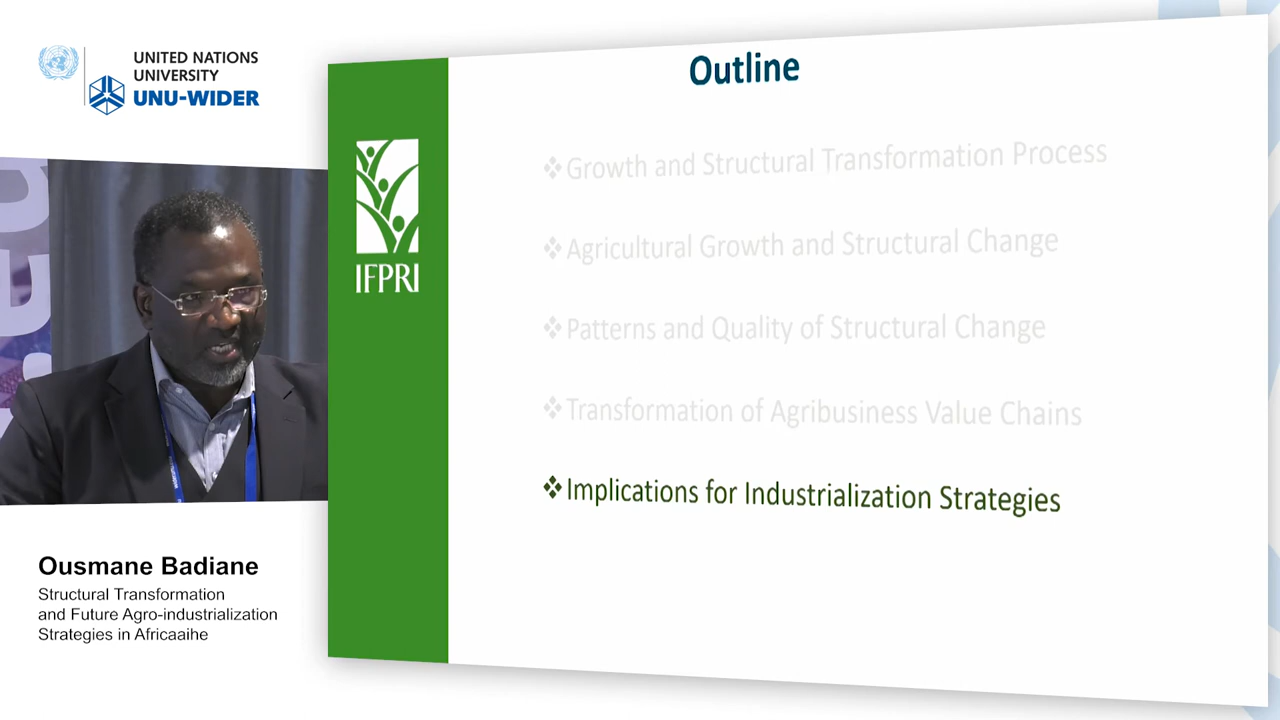 UNITED NATIONS
UNIVERSITY
UNU-WIDER
Ousmane Badiane
Structural Transformation
and Future Agro-industrialization
Strategies in Africaaihe
IFPRI
Outline
❖Growth and Structural Transformation Process
❖Agricultural Growth and Structural Change
❖Patterns and Quality of Structural Change
❖Transformation of Agribusiness Value Chains
❖Implications for Industrialization Strategies